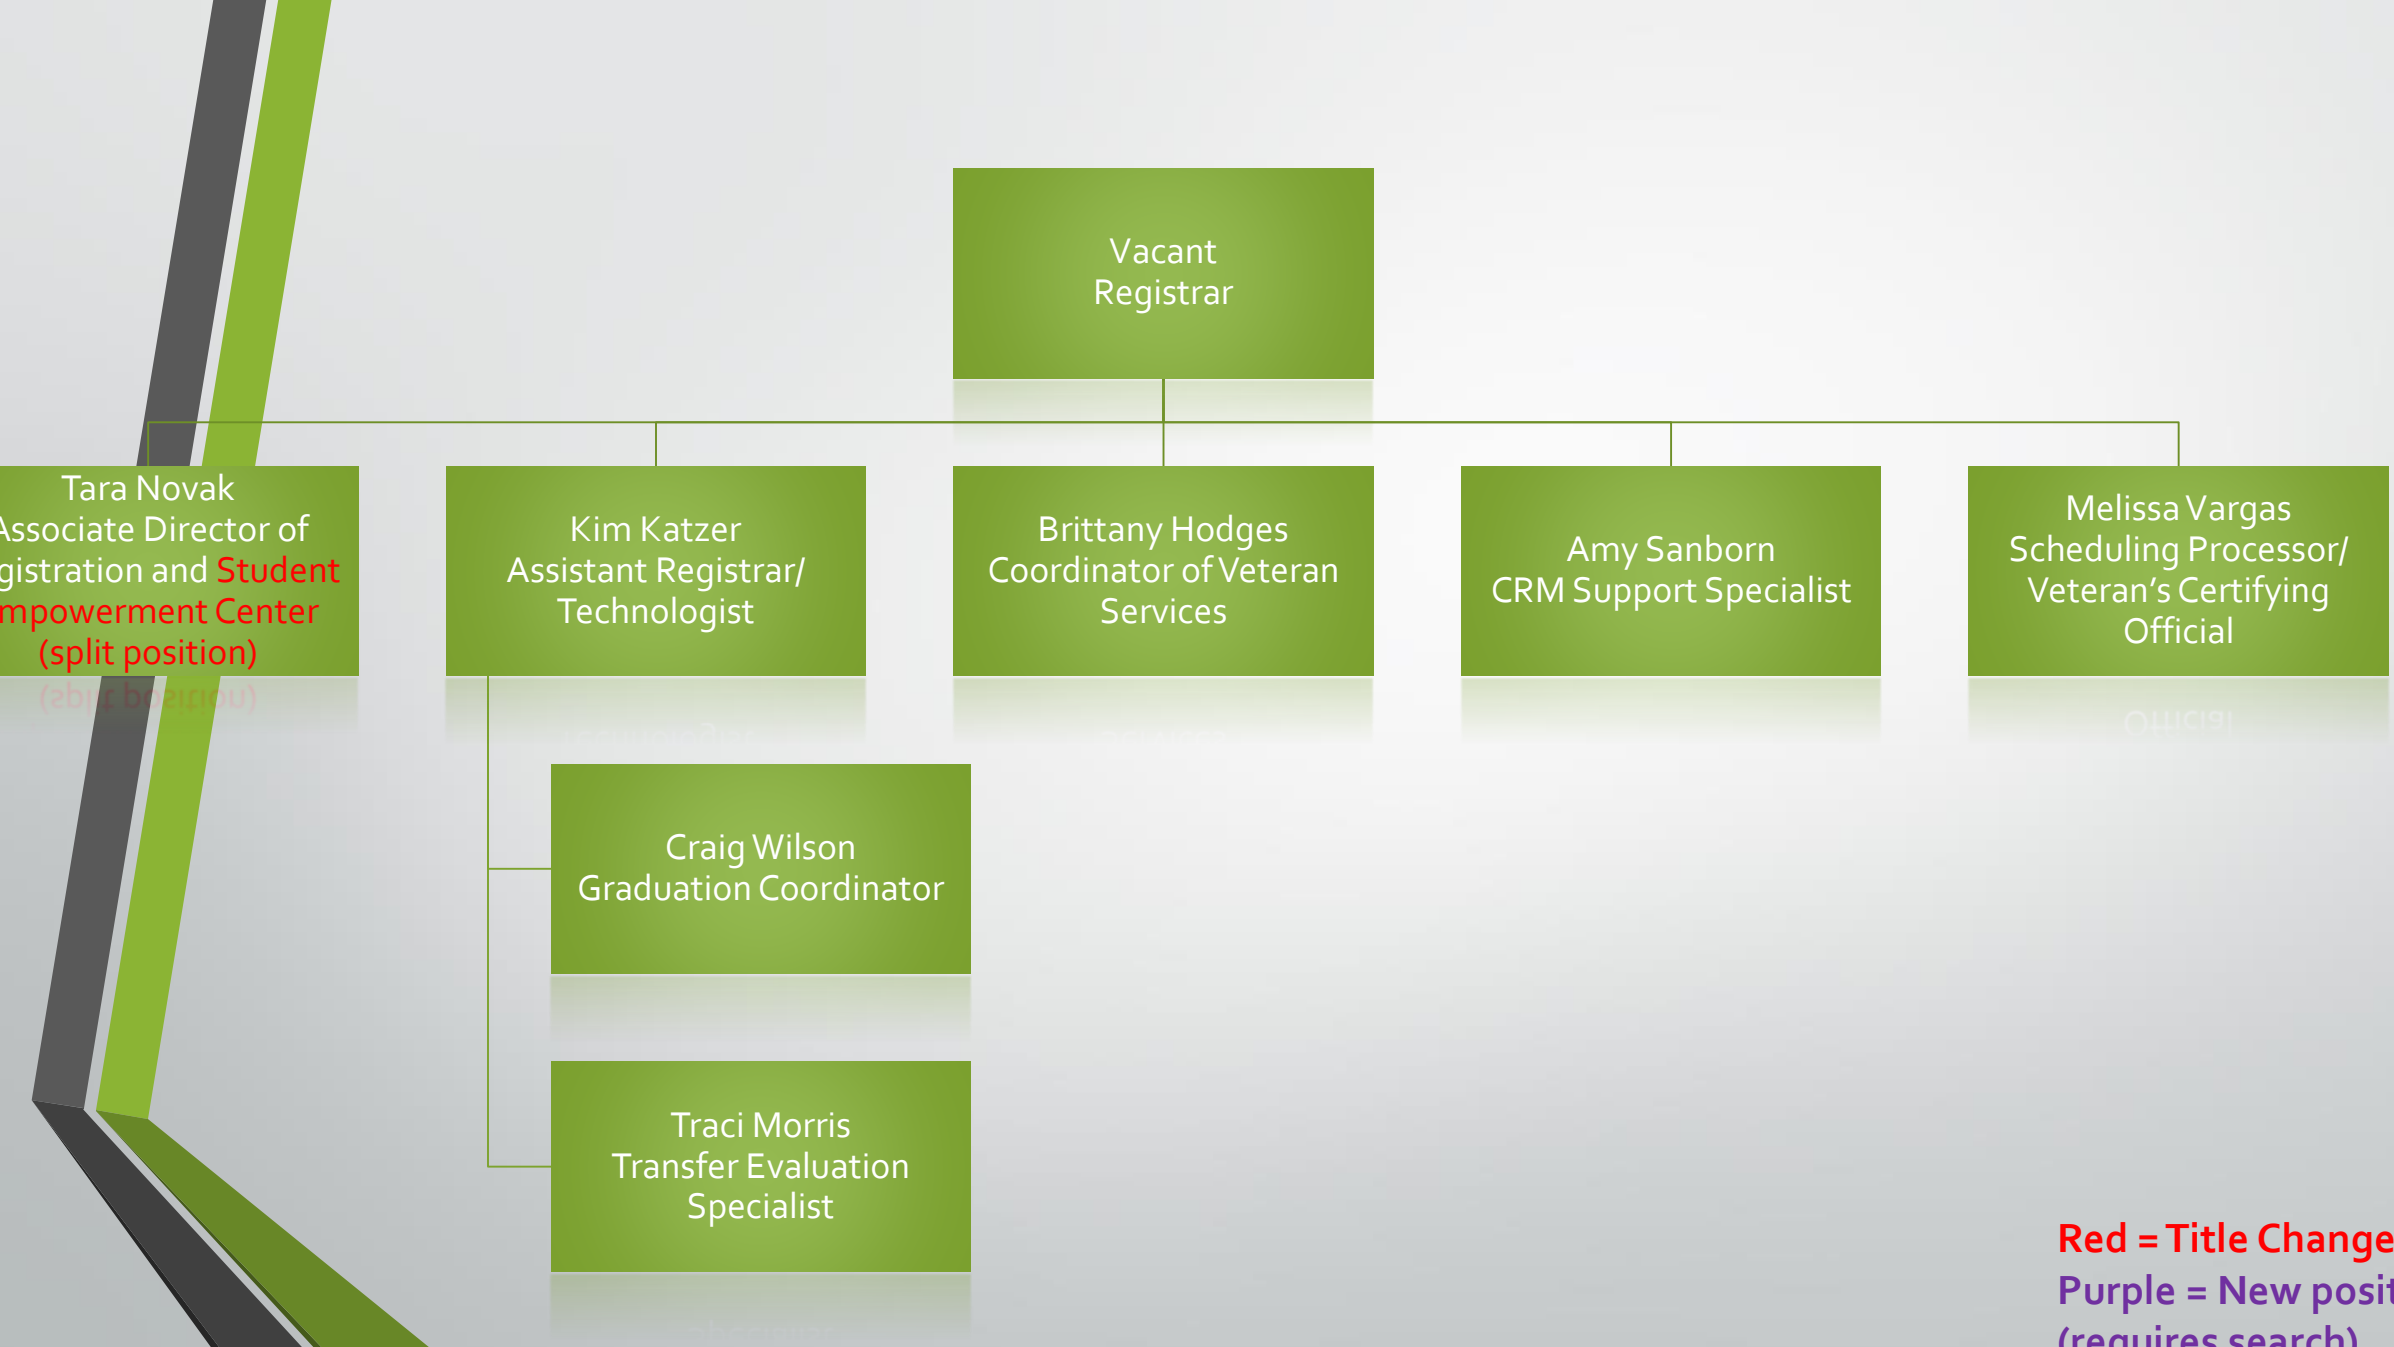 Vacant
Registrar
Tara Novak
Associate Director of
gistration and Student
mpowerment Center
(split position)
Kim Katzer
Assistant Registrar/
Technologist
Brittany Hodges
Coordinator of Veteran
Services
Amy Sanborn
CRM Support Specialist
Melissa Vargas
Scheduling Processor/
Veteran’s Certifying
Official
Craig Wilson
Graduation Coordinator
Traci Morris
Transfer Evaluation
Specialist
Red = Title Change
Purple = New posit
(requires search)